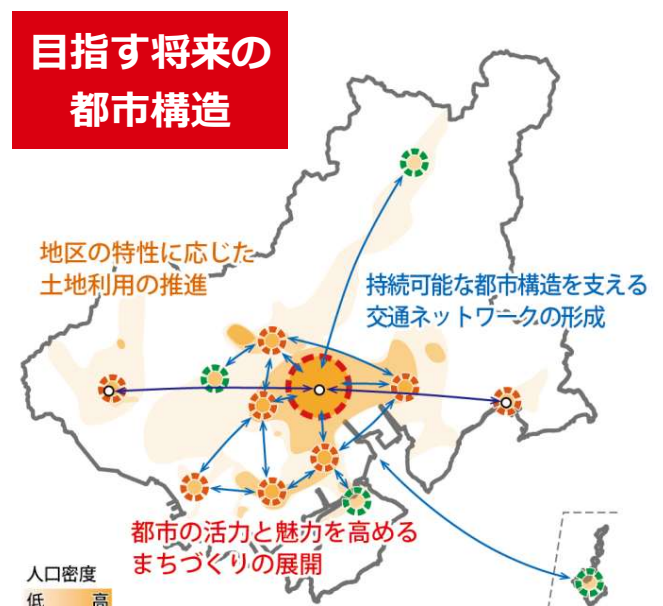 目指す将来の
都市構造
地区の特性に応じた
土地利用の推進
持続可能な都市構造を支える
交通ネットワークの形成
都市の活力と魅力を高める
まちづくりの展開
人口密度
低 高